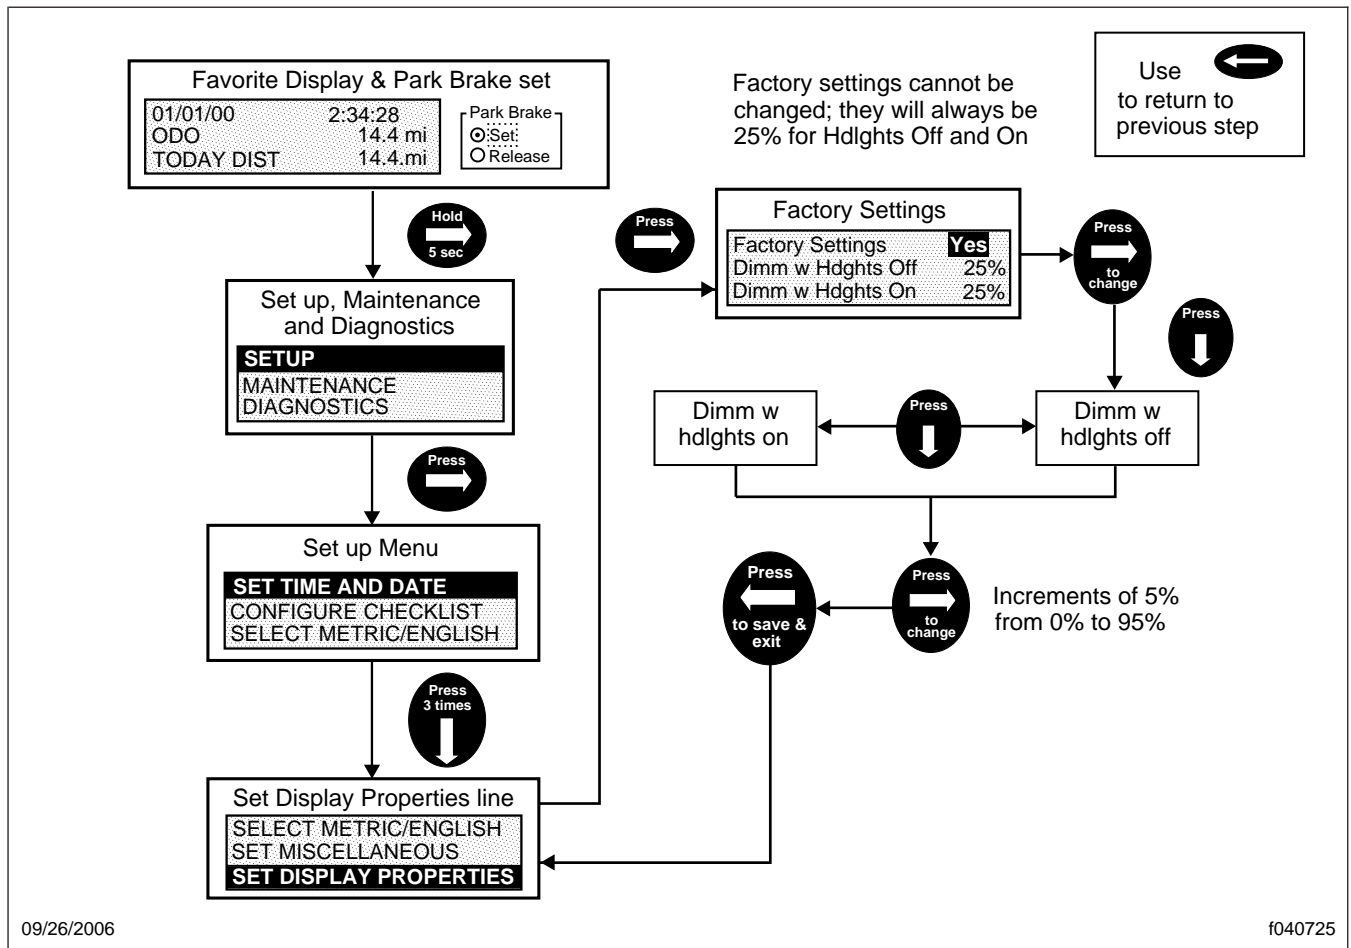 Favorite Display & Park Brake set
01/01/00 2:34:28
ODO 14.4 mi
TODAY DIST 14.4.mi
Park Brake
Set
Release
Hold
5 sec
Set up, Maintenance
and Diagnostics
SETUP
MAINTENANCE
DIAGNOSTICS
Press
Set up Menu
SET TIME AND DATE
CONFIGURE CHECKLIST
SELECT METRIC/ENGLISH
Press
3 times
Set Display Properties line
SELECT METRIC/ENGLISH
SET MISCELLANEOUS
SET DISPLAY PROPERTIES
Factory settings cannot be
changed; they will always be
25% for Hdlghts Off and On
Use
to return to
previous step
Press
Factory Settings
Factory Settings Yes
Dimm w Hdghts Off 25%
Dimm w Hdghts On 25%
Press
to
change
Press
Dimm w
hdlghts on
Press
Dimm w
hdlghts off
Press
to save &
exit
Press
to
change
Increments of 5%
from 0% to 95%
09/26/2006
f040725